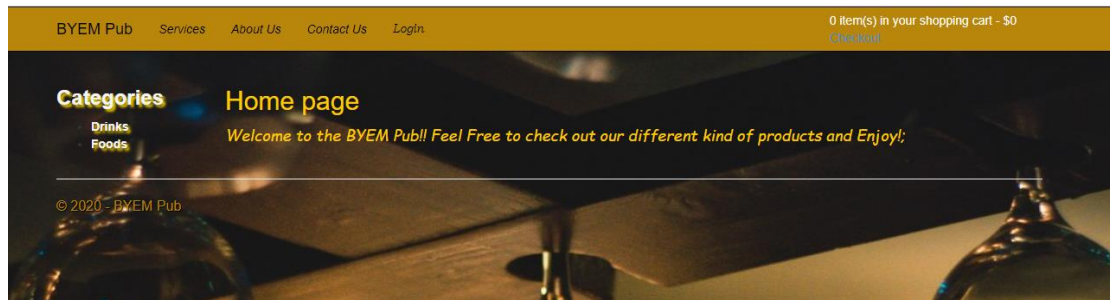 BYEM Pub Services About Us Contact Us Login
0 item(s) in your shopping cart - $0
Checkout
Categories
Drinks
Foods
Home page
Welcome to the BYEM Pub!! Feel Free to check out our different kind of products and Enjoy!;
© 2020 - BYEM Pub